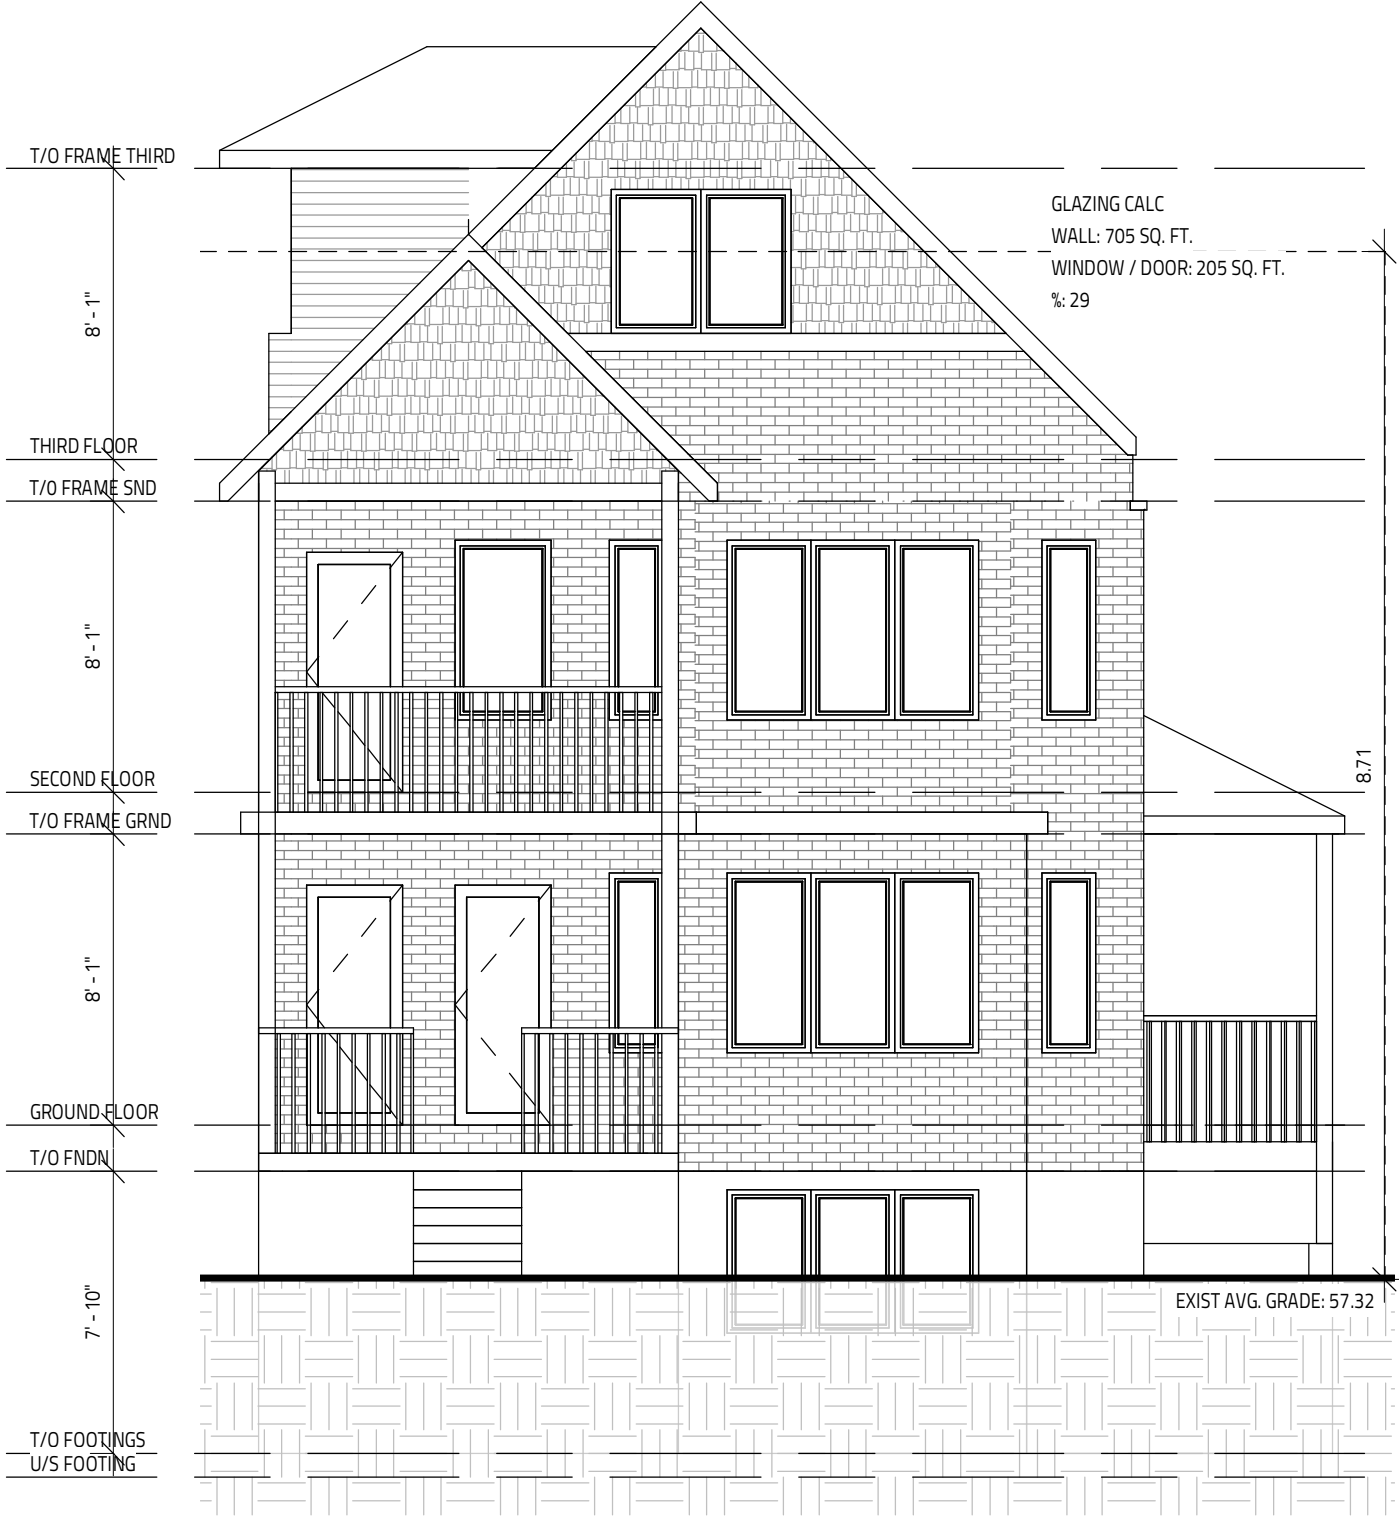 T/O FRAME THIRD
GLAZING CALC
WALL: 705 SQ. FT.
WINDOW / DOOR: 205 SQ. FT.
%: 29
8' - 1"
THIRD FLOOR
T/O FRAME SND
8' - 1"
8.71
SECOND FLOOR
T/O FRAME GRND
8' - 1"
GROUND FLOOR
T/O FNDN
7' - 10"
EXIST AVG. GRADE: 57.32
T/O FOOTINGS
U/S FOOTING